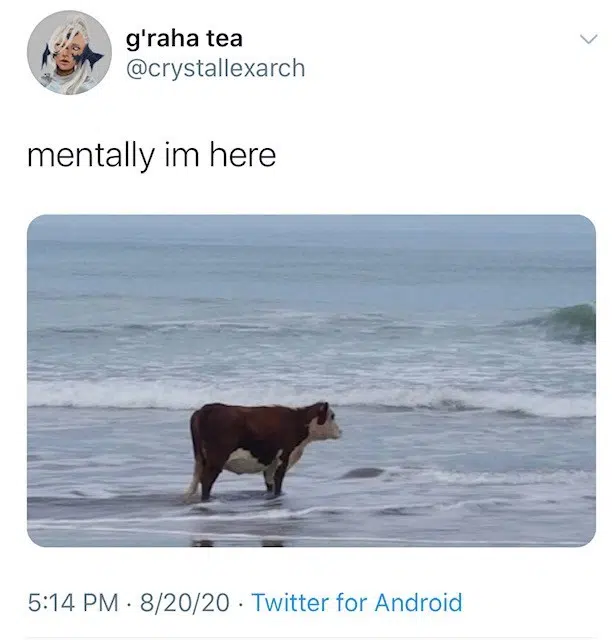 g'raha tea
@crystallexarch
mentally im here
5:14 PM · 8/20/20 · Twitter for Android